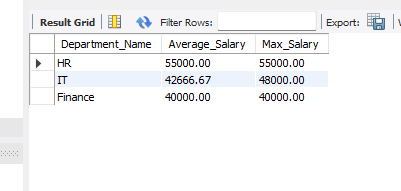 Result Grid Filter Rows: Export:
Department_Name Average_Salary Max_Salary
HR 55000.00 55000.00
IT 42666.67 48000.00
Finance 40000.00 40000.00